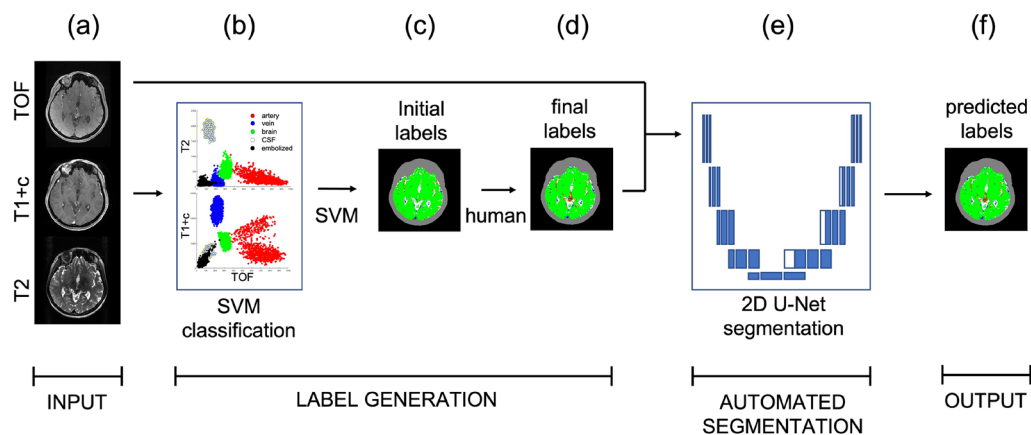 (a)
(b)
(c)
(d)
(e)
(f)
TOF
T1+c
T2
artery
vein
brain
CSF
embolized
T2
T1+c
TOF
SVM
classification
SVM
Initial
labels
human
final
labels
2D U-Net
segmentation
predicted
labels
INPUT
LABEL GENERATION
AUTOMATED
SEGMENTATION
OUTPUT